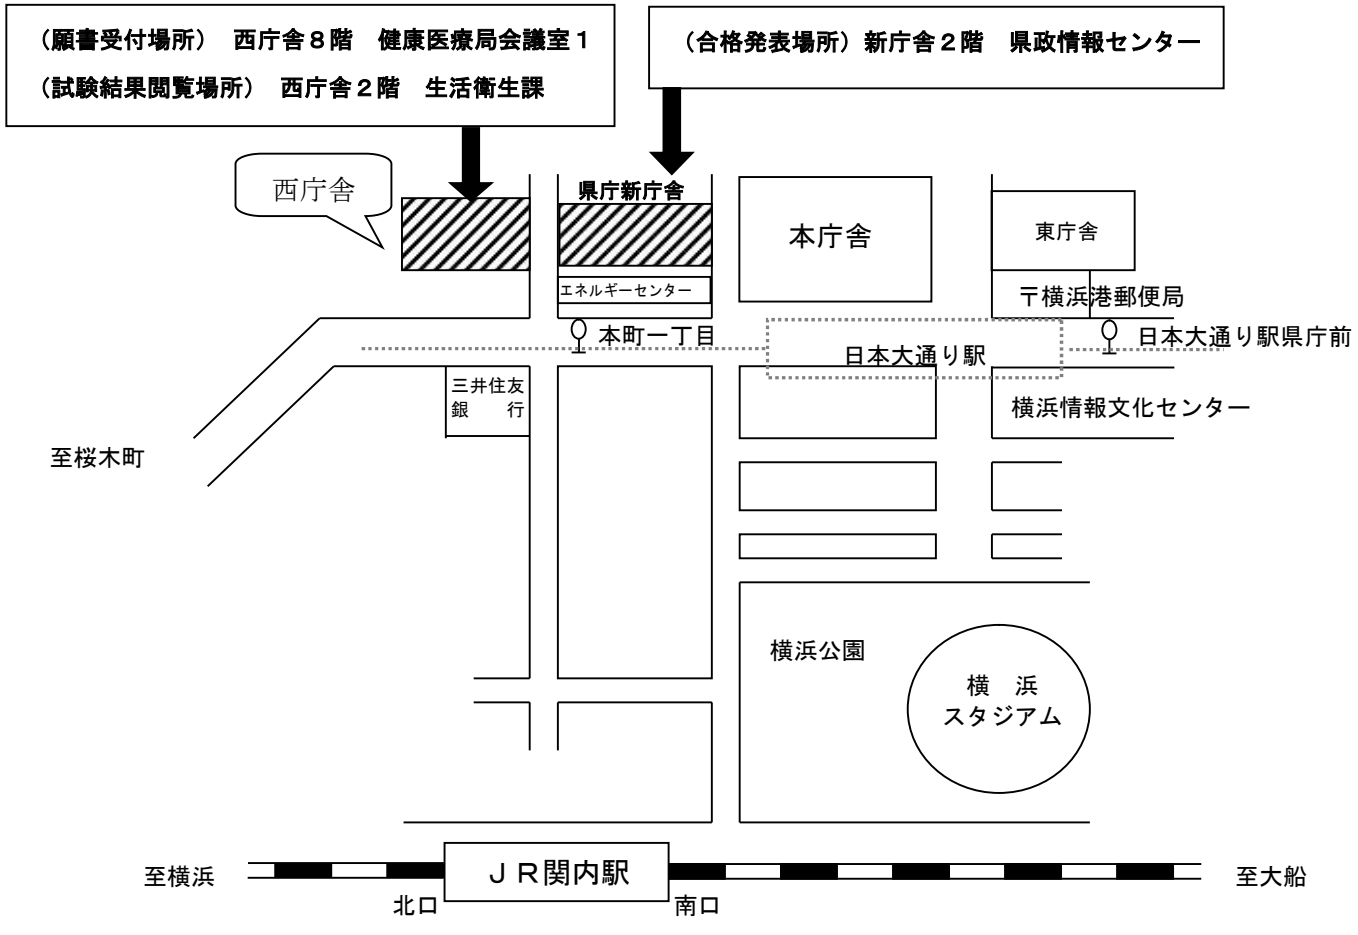 （願書受付場所）　西庁舎８階　健康医療局会議室１
（試験結果閲覧場所）　西庁舎２階　生活衛生課
（合格発表場所）新庁舎２階　県政情報センター
西庁舎
県庁新庁舎
本庁舎
東庁舎
エネルギーセンター
〒横浜港郵便局
本町一丁目
日本大通り駅
日本大通り駅県庁前
三井住友
銀　行
横浜情報文化センター
至桜木町
横浜公園
横　浜
スタジアム
ＪＲ関内駅
至横浜
至大船
北口
南口